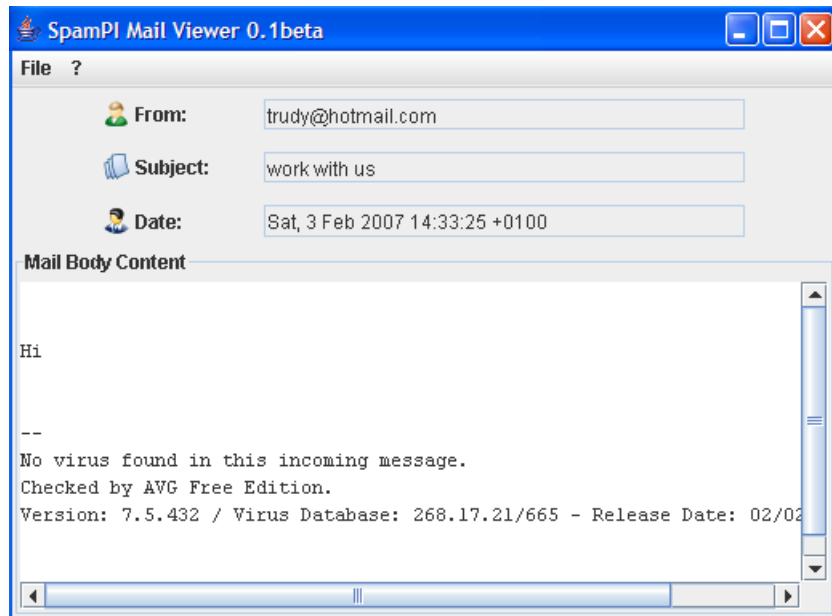 SpamPI Mail Viewer 0.1beta
File ?
From: trudy@hotmail.com
Subject: work with us
Date: Sat, 3 Feb 2007 14:33:25 +0100
Mail Body Content
Hi
--
No virus found in this incoming message.
Checked by AVG Free Edition.
Version: 7.5.432 / Virus Database: 268.17.21/665 - Release Date: 02/02